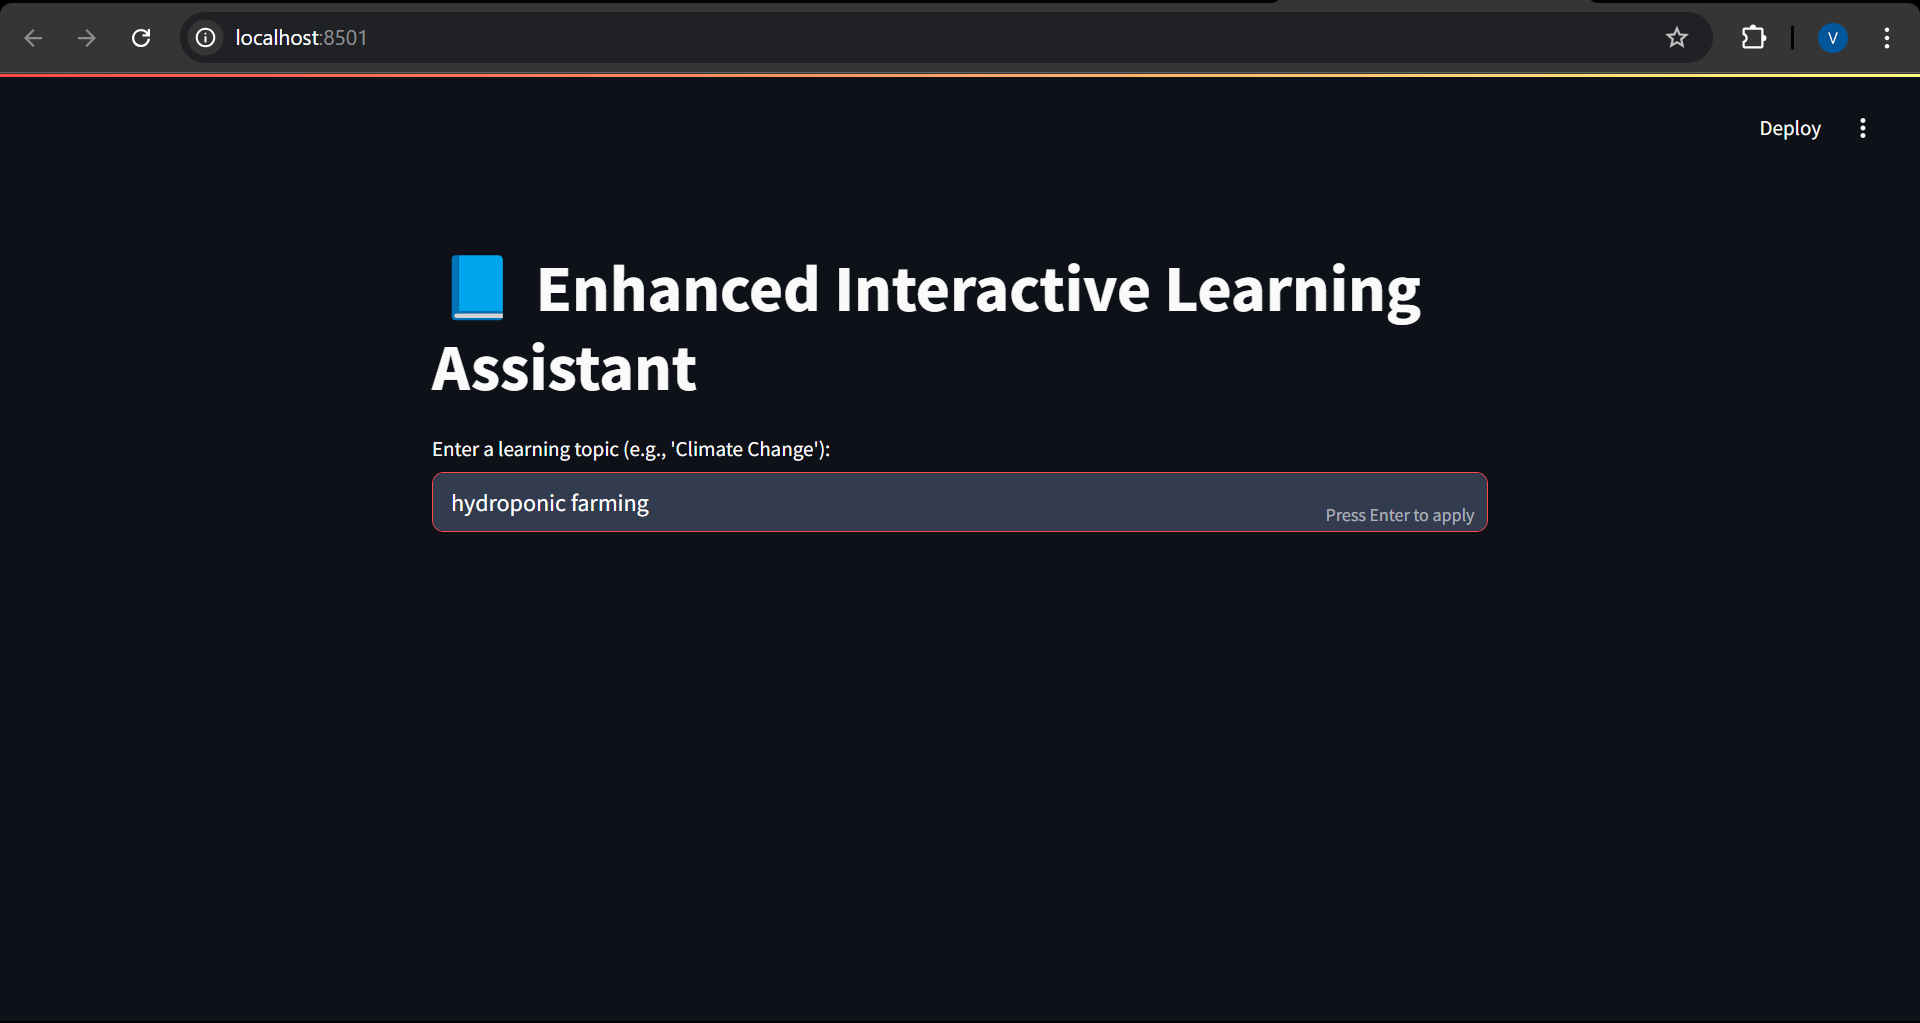 localhost:8501
V
Deploy
Enhanced Interactive Learning
Assistant
Enter a learning topic (e.g., 'Climate Change'):
hydroponic farming
Press Enter to apply